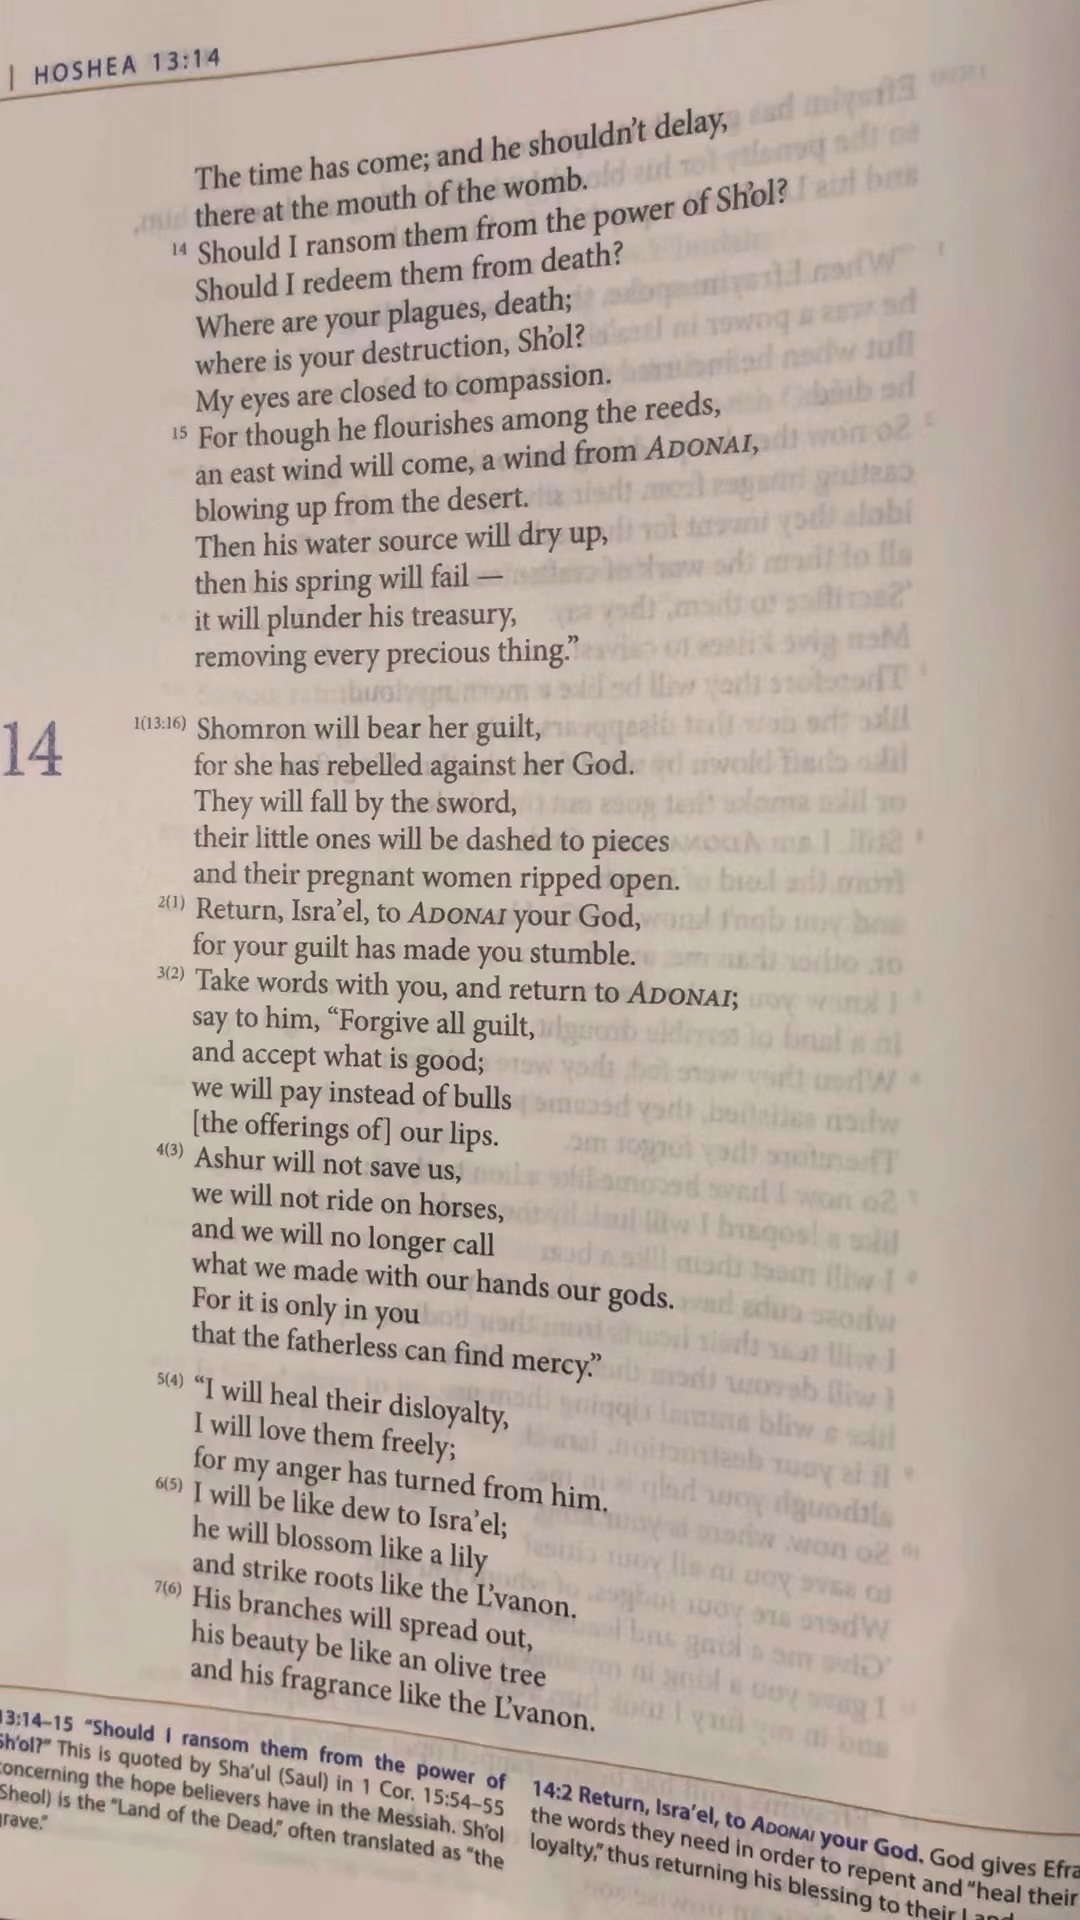 | HOSHEA 13:14
The time has come; and he shouldn't delay,
there at the mouth of the womb.
14 Should I ransom them from the power of Sh'ol?
Should I redeem them from death?
Where are your plagues, death;
where is your destruction, Sh'ol?
My eyes are closed to compassion.
15 For though he flourishes among the reeds,
an east wind will come, a wind from ADONAI,
blowing up from the desert.
Then his water source will dry up,
then his spring will fail —
it will plunder his treasury,
removing every precious thing."
14
1(13:16) Shomron will bear her guilt,
for she has rebelled against her God.
They will fall by the sword,
their little ones will be dashed to pieces
and their pregnant women ripped open.
2(1) Return, Isra'el, to ADONAI your God,
for your guilt has made you stumble.
3(2) Take words with you, and return to ADONAI;
say to him, "Forgive all guilt,
and accept what is good;
we will pay instead of bulls
[the offerings of] our lips.
4(3) Ashur will not save us,
we will not ride on horses,
and we will no longer call
what we made with our hands our gods.
For it is only in you
that the fatherless can find mercy."
5(4) "I will heal their disloyalty,
I will love them freely;
for my anger has turned from him.
6(5) I will be like dew to Isra'el;
he will blossom like a lily
and strike roots like the L'vanon.
7(6) His branches will spread out,
his beauty be like an olive tree
and his fragrance like the L'vanon.
13:14–15 "Should I ransom them from the power of
Sh'ol?" This is quoted by Sha'ul (Saul) in 1 Cor. 15:54–55
concerning the hope believers have in the Messiah. Sh'ol
(Sheol) is the "Land of the Dead," often translated as "the
grave."
14:2 Return, Isra'el, to ADONAI your God. God gives Efra
the words they need in order to repent and "heal their
loyalty," thus returning his blessing to their